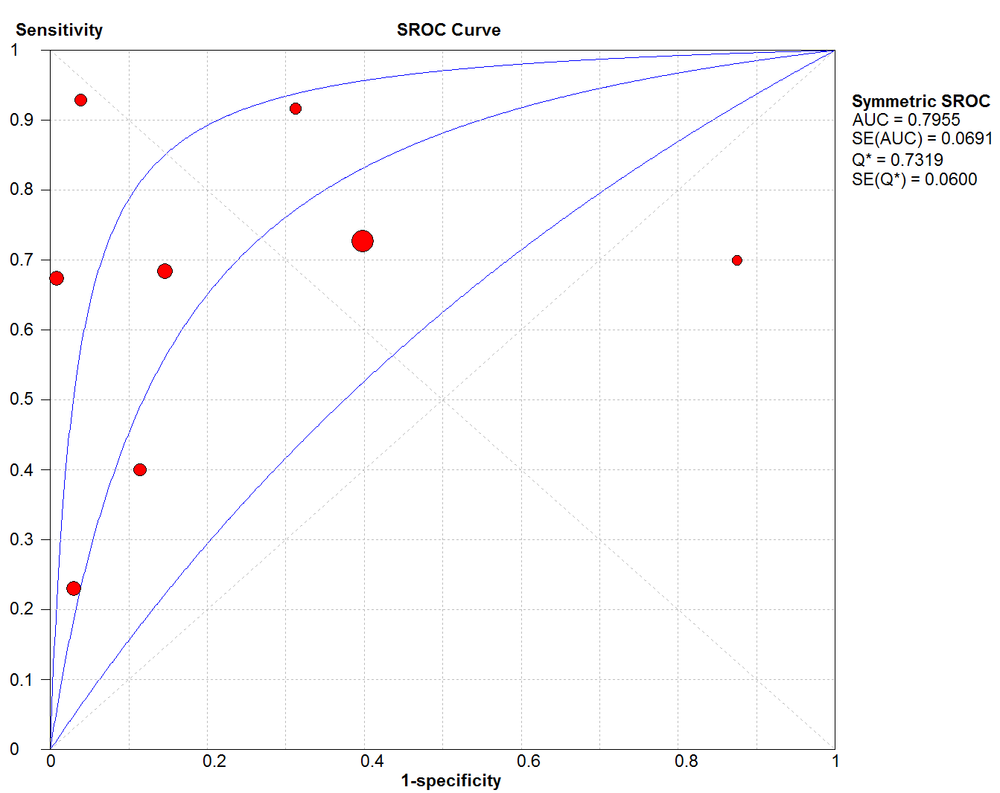 Sensitivity
SROC Curve
1
0.9
0.8
0.7
0.6
0.5
0.4
0.3
0.2
0.1
0
0 0.2 0.4 0.6 0.8 1
1-specificity
Symmetric SROC
AUC = 0.7955
SE(AUC) = 0.0691
Q* = 0.7319
SE(Q*) = 0.0600